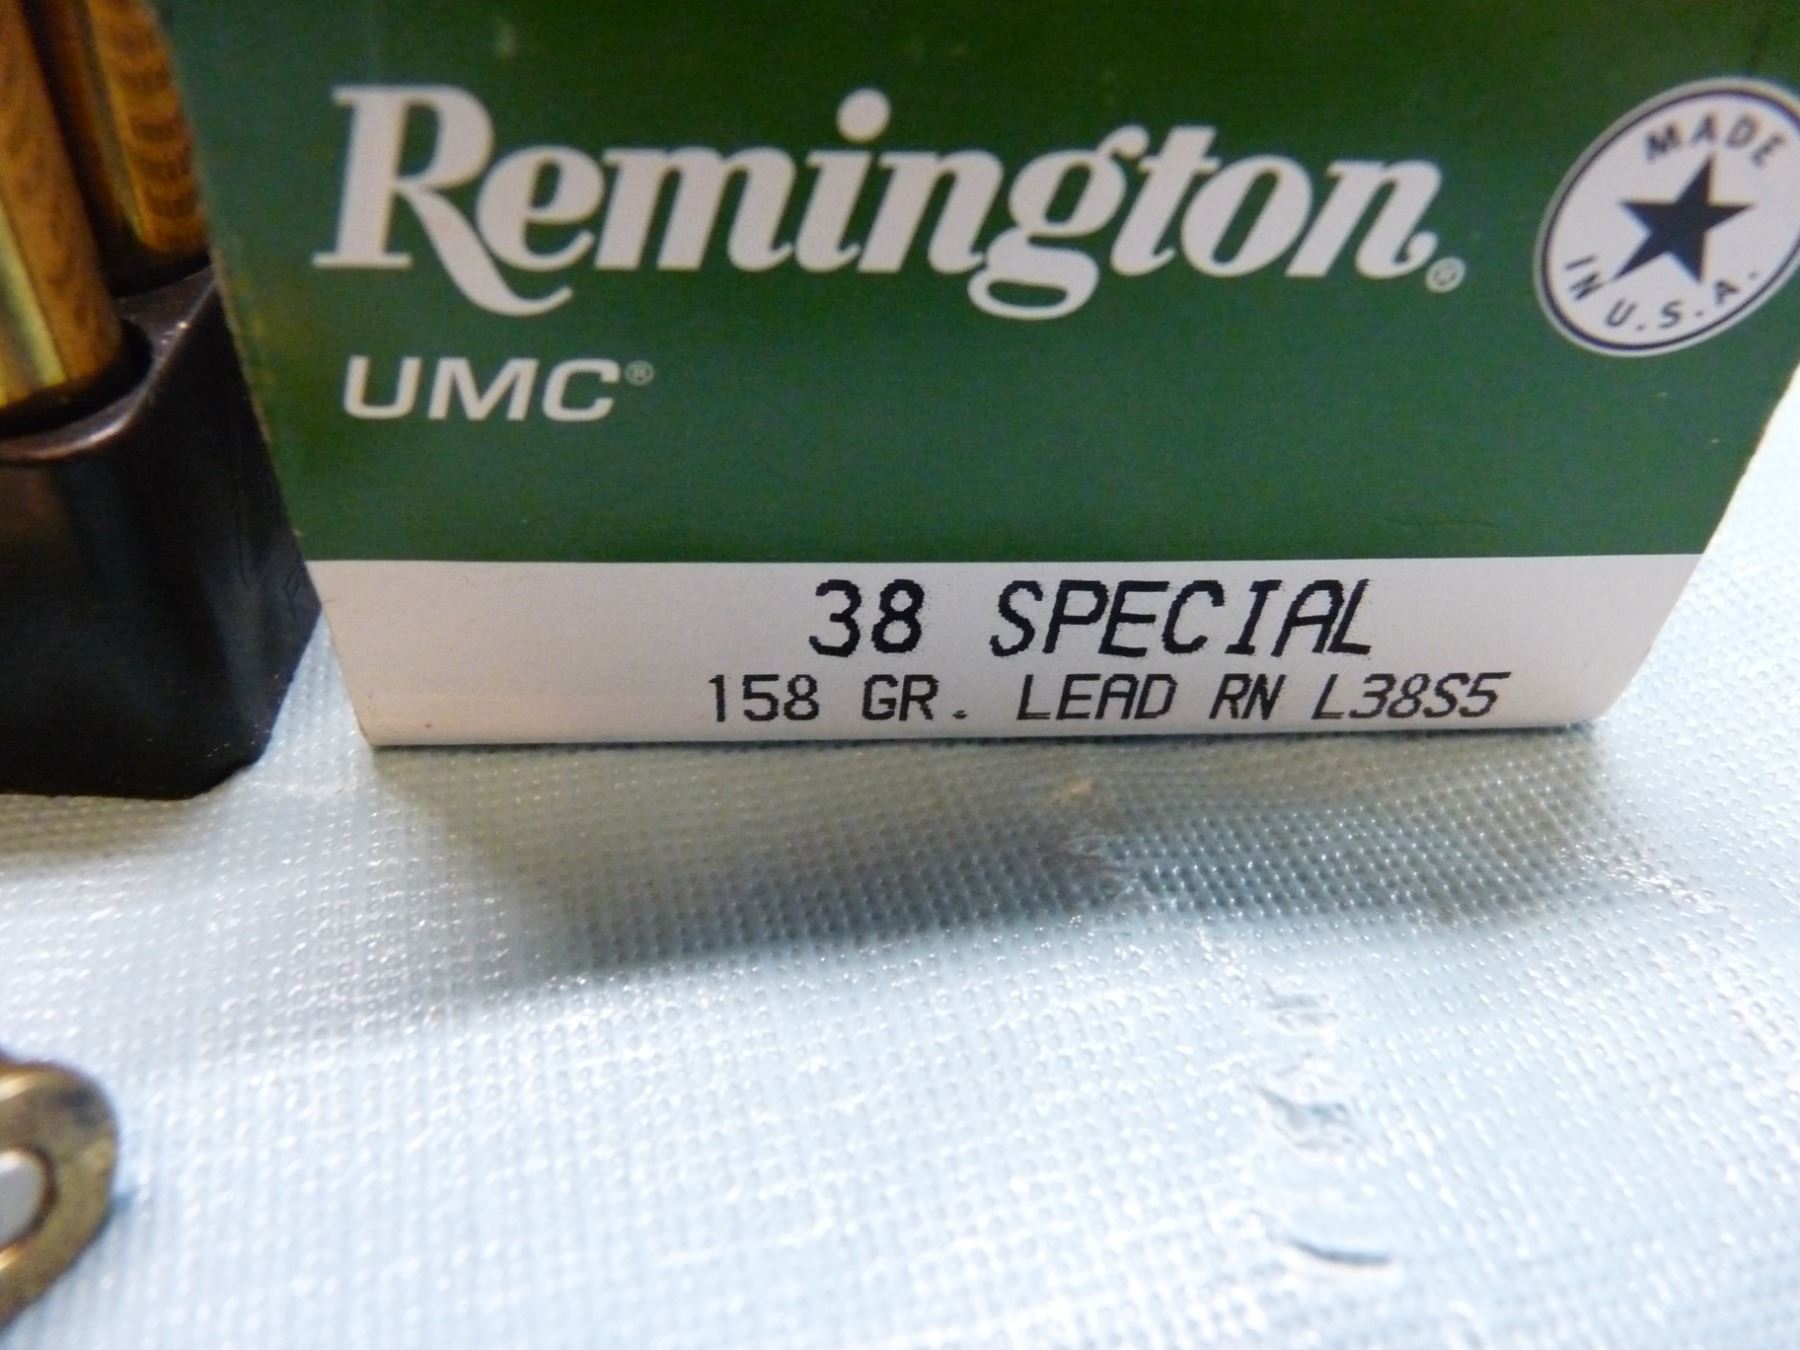 Remington®
MADE IN U.S.A.
UMC®
38 SPECIAL
158 GR. LEAD RN L38S5